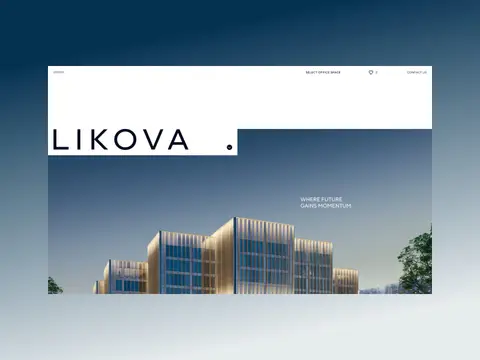 SELECT OFFICE SPACE
CONTACT US
LIKOVA
WHERE FUTURE
GAINS MOMENTUM.